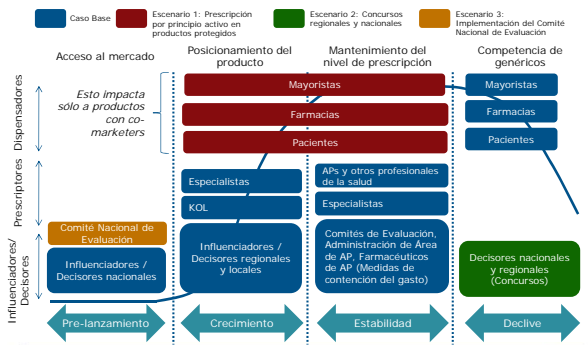 Caso Base
Escenario 1: Prescripción
por principio activo en
productos protegidos
Escenario 2: Concursos
regionales y nacionales
Escenario 3:
Implementación del Comité
Nacional de Evaluación
Acceso al mercado
Posicionamiento del
producto
Mantenimiento del
nivel de prescripción
Competencia de
genéricos
Dispensadores
Esto impacta
sólo a productos
con co-
marketers
Mayoristas
Farmacias
Pacientes
Mayoristas
Farmacias
Pacientes
Prescriptores
Especialistas
KOL
APs y otros profesionales
de la salud
Especialistas
Influenciadores/
Decisores
Comité Nacional de
Evaluación
Influenciadores /
Decisores nacionales
Influenciadores /
Decisores regionales
y locales
Comités de Evaluación,
Administración de Área
de AP, Farmacéuticos
de AP (Medidas de
contención del gasto)
Decisores nacionales
y regionales
(Concursos)
Pre-lanzamiento
Crecimiento
Estabilidad
Declive